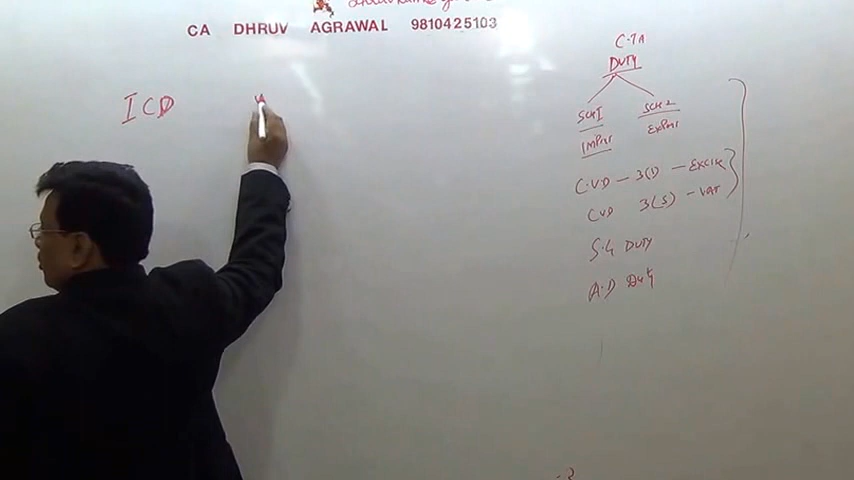 CA DHRUV AGRAWAL 9810425103
ICD
C.TA
DUTY
SCH I
SCH 2
IMPORT
EXPORT
C.V.D - 3(1) - EXCISE
CVD 3(5) - VAT
S.G DUTY
A.D Duty